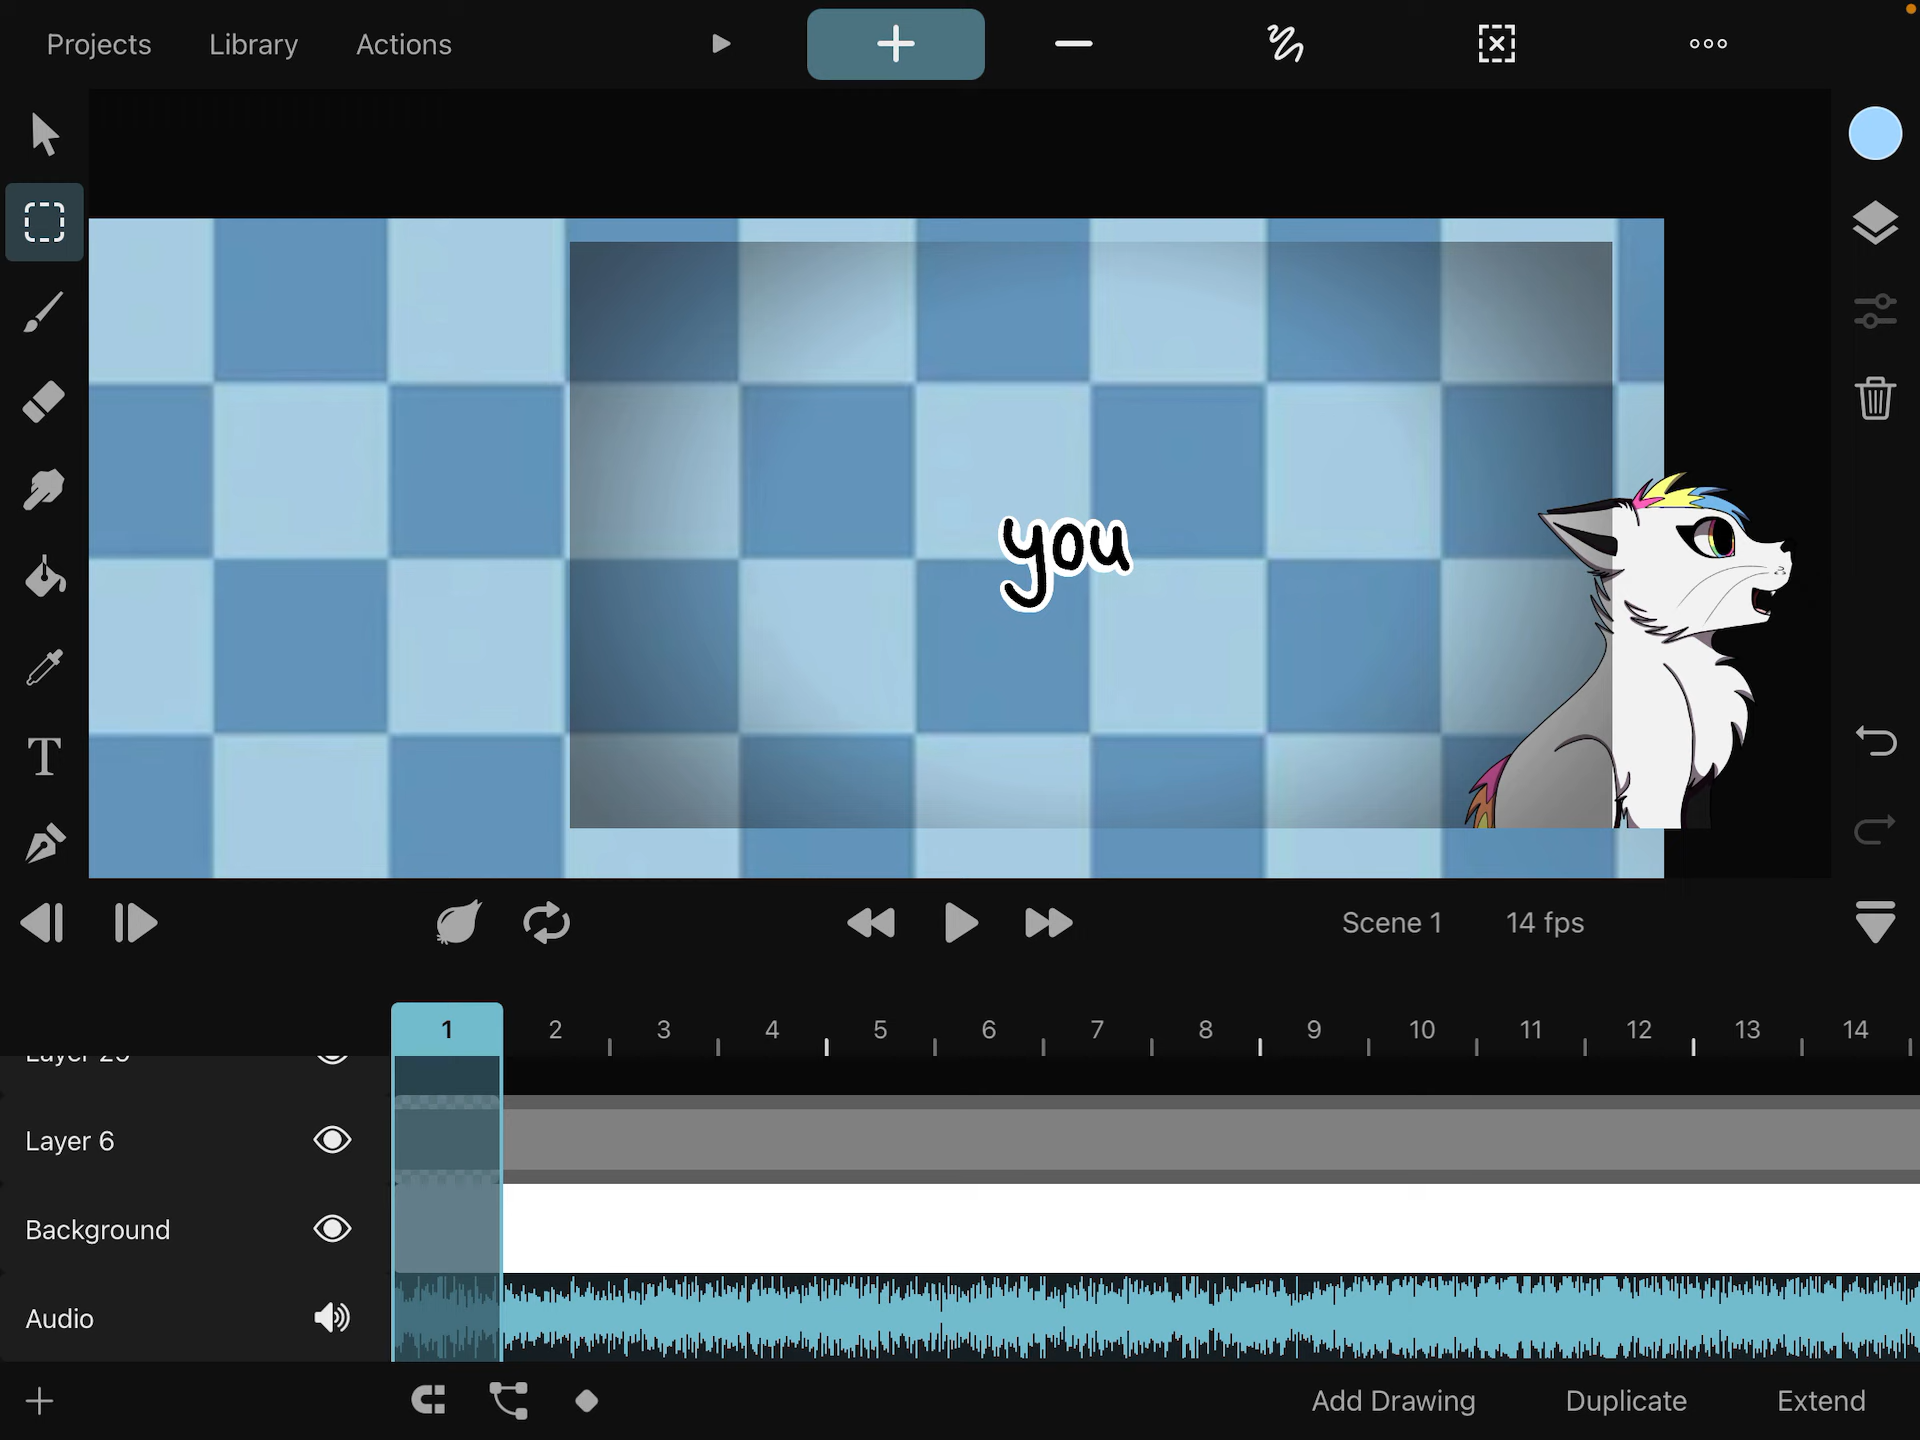 Projects Library Actions
you
T
Scene 1 14 fps
1 2 3 4 5 6 7 8 9 10 11 12 13 14
Layer 6
Background
Audio
Add Drawing Duplicate Extend